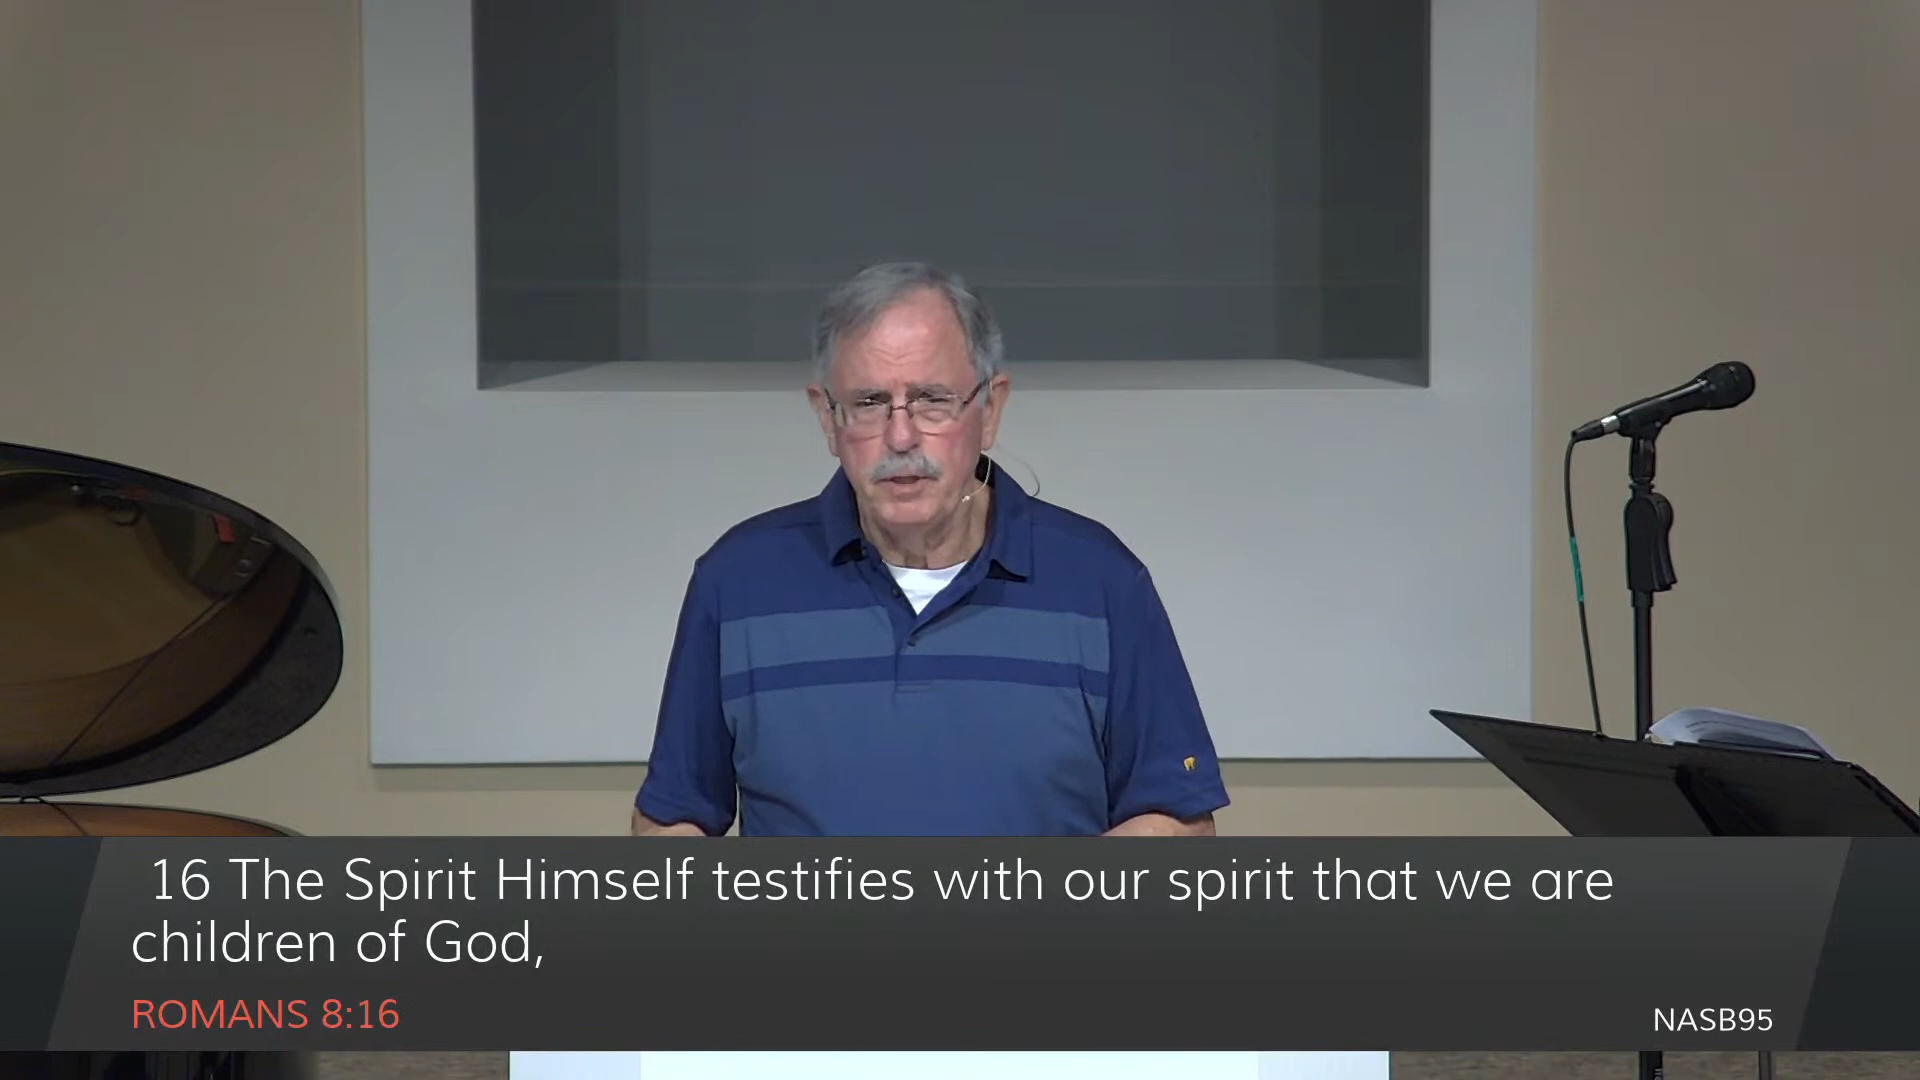 16 The Spirit Himself testifies with our spirit that we are
children of God,
ROMANS 8:16
NASB95